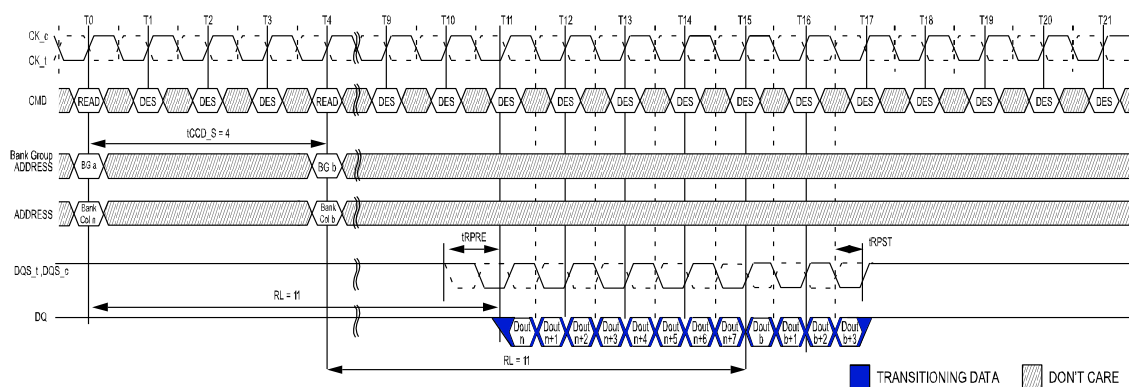 T0 T1 T2 T3 T4 T9 T10 T11 T12 T13 T14 T15 T16 T17 T18 T19 T20 T21
CK_c
CK_t
CMD READ DES DES DES READ DES DES DES DES DES DES DES DES DES DES DES DES DES
tCCD_S = 4
Bank Group
ADDRESS BG a BG b
ADDRESS Bank Col n Bank Col b
tRPRE tRPST
DQS_t ,DQS_c
RL = 11
DQ Dout n Dout n+1 Dout n+2 Dout n+3 Dout n+4 Dout n+5 Dout n+6 Dout n+7 Dout b Dout b+1 Dout b+2 Dout b+3
RL = 11
TRANSITIONING DATA DON'T CARE